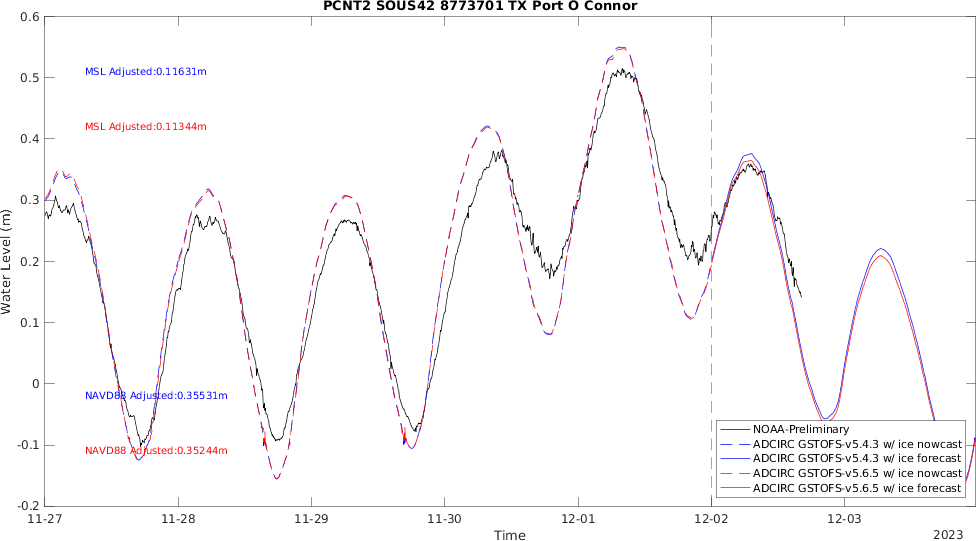 PCNT2 SOUS42 8773701 TX Port O Connor
0.6
0.5
0.4
0.3
0.2
0.1
0
-0.1
-0.2
Water Level (m)
MSL Adjusted:0.11631m
MSL Adjusted:0.11344m
NAVD88 Adjusted:0.35531m
NAVD88 Adjusted:0.35244m
NOAA-Preliminary
ADCIRC GSTOFS-v5.4.3 w/ ice nowcast
ADCIRC GSTOFS-v5.4.3 w/ ice forecast
ADCIRC GSTOFS-v5.6.5 w/ ice nowcast
ADCIRC GSTOFS-v5.6.5 w/ ice forecast
11-27 11-28 11-29 11-30 12-01 12-02 12-03
Time
2023